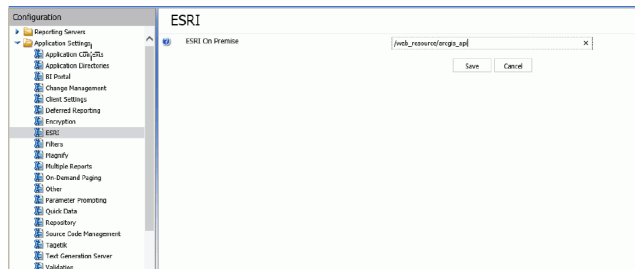 Configuration
Reporting Servers
Application Settings
Application Contexts
Application Directories
BI Portal
Change Management
Client Settings
Deferred Reporting
Encryption
ESRI
Filters
Magnify
Multiple Reports
On-Demand Paging
Other
Parameter Prompting
Quick Data
Repository
Source Code Management
Tagetik
Text Generation Server
Validation
ESRI
ESRI On Premise
/web_resource/arcgis_api
Save Cancel